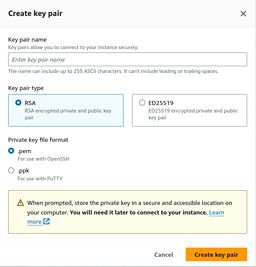 Create key pair
Key pair name
Key pairs allow you to connect to your instance securely.
Enter key pair name
The name can include up to 255 ASCII characters. It can't include leading or trailing spaces.
Key pair type
RSA
RSA encrypted private and public key
pair
ED25519
ED25519 encrypted private and public
key pair
Private key file format
.pem
For use with OpenSSH
.ppk
For use with PuTTY
When prompted, store the private key in a secure and accessible location on
your computer. You will need it later to connect to your instance. Learn
more
Cancel
Create key pair